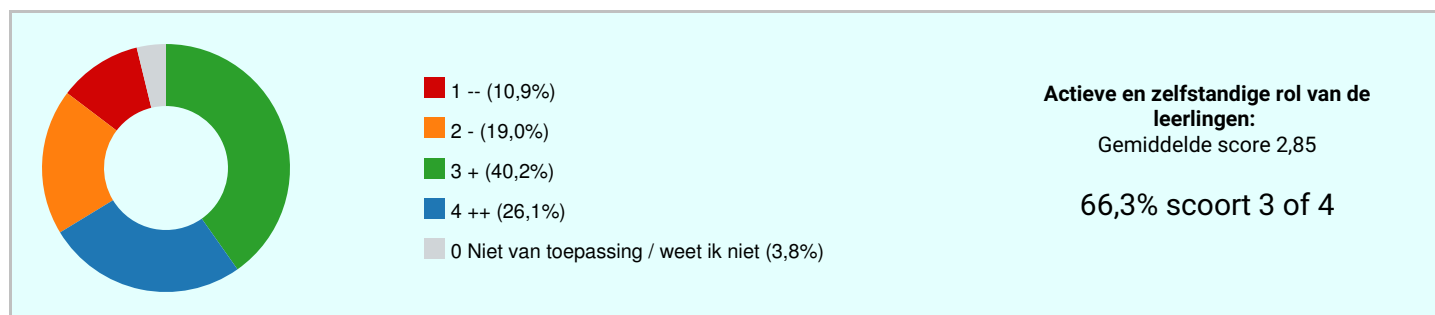 1 -- (10,9%)
2 - (19,0%)
3 + (40,2%)
4 ++ (26,1%)
0 Niet van toepassing / weet ik niet (3,8%)
Actieve en zelfstandige rol van de
leerlingen:
Gemiddelde score 2,85
66,3% scoort 3 of 4